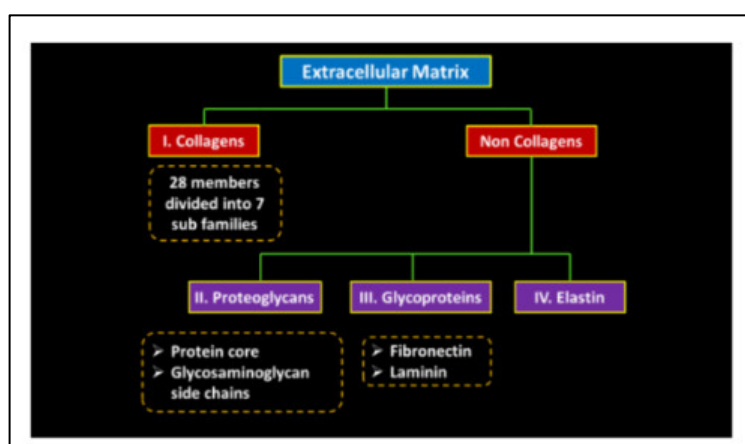 Extracellular Matrix
I. Collagens
Non Collagens
28 members
divided into 7
sub families
II. Proteoglycans
III. Glycoproteins
IV. Elastin
➢ Protein core
➢ Glycosaminoglycan
side chains
➢ Fibronectin
➢ Laminin